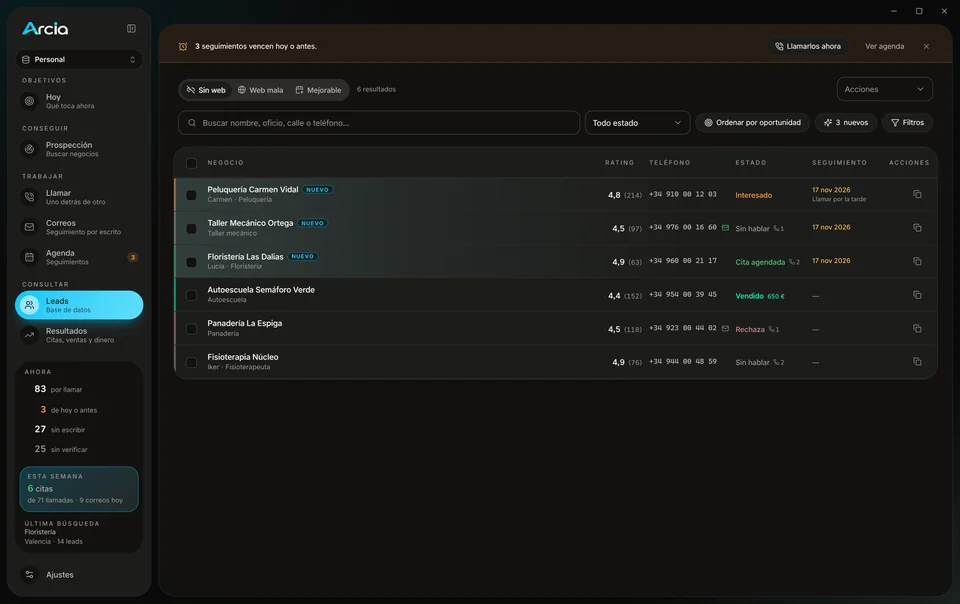 Arcia
Personal
OBJETIVOS
Hoy
Qué toca ahora
CONSEGUIR
Prospección
Buscar negocios
TRABAJAR
Llamar
Uno detrás de otro
Correos
Seguimiento por escrito
Agenda
Seguimientos
3
CONSULTAR
Leads
Base de datos
Resultados
Citas, ventas y dinero
AHORA
83 por llamar
3 de hoy o antes
27 sin escribir
25 sin verificar
ESTA SEMANA
6 citas
de 71 llamadas · 9 correos hoy
ÚLTIMA BÚSQUEDA
Floristería
Valencia · 14 leads
Ajustes
3 seguimientos vencen hoy o antes.
Llamarlos ahora
Ver agenda
Sin web
Web mala
Mejorable
6 resultados
Acciones
Buscar nombre, oficio, calle o teléfono...
Todo estado
Ordenar por oportunidad
3 nuevos
Filtros
NEGOCIO RATING TELÉFONO ESTADO SEGUIMIENTO ACCIONES
Peluquería Carmen Vidal NUEVO
Carmen · Peluquería
4,8 (214) +34 910 00 12 03 Interesado 17 nov 2026
Llamar por la tarde
Taller Mecánico Ortega NUEVO
Taller mecánico
4,5 (97) +34 976 00 16 60 Sin hablar 1 17 nov 2026
Floristería Las Dalias NUEVO
Lucía · Floristería
4,9 (63) +34 960 00 21 17 Cita agendada 2 17 nov 2026
Autoescuela Semáforo Verde
Autoescuela
4,4 (152) +34 954 00 39 45 Vendido 650 € —
Panadería La Espiga
Panadería
4,5 (118) +34 923 00 44 02 Rechaza 1 —
Fisioterapia Núcleo
Iker · Fisioterapeuta
4,9 (76) +34 944 00 48 59 Sin hablar 2 —